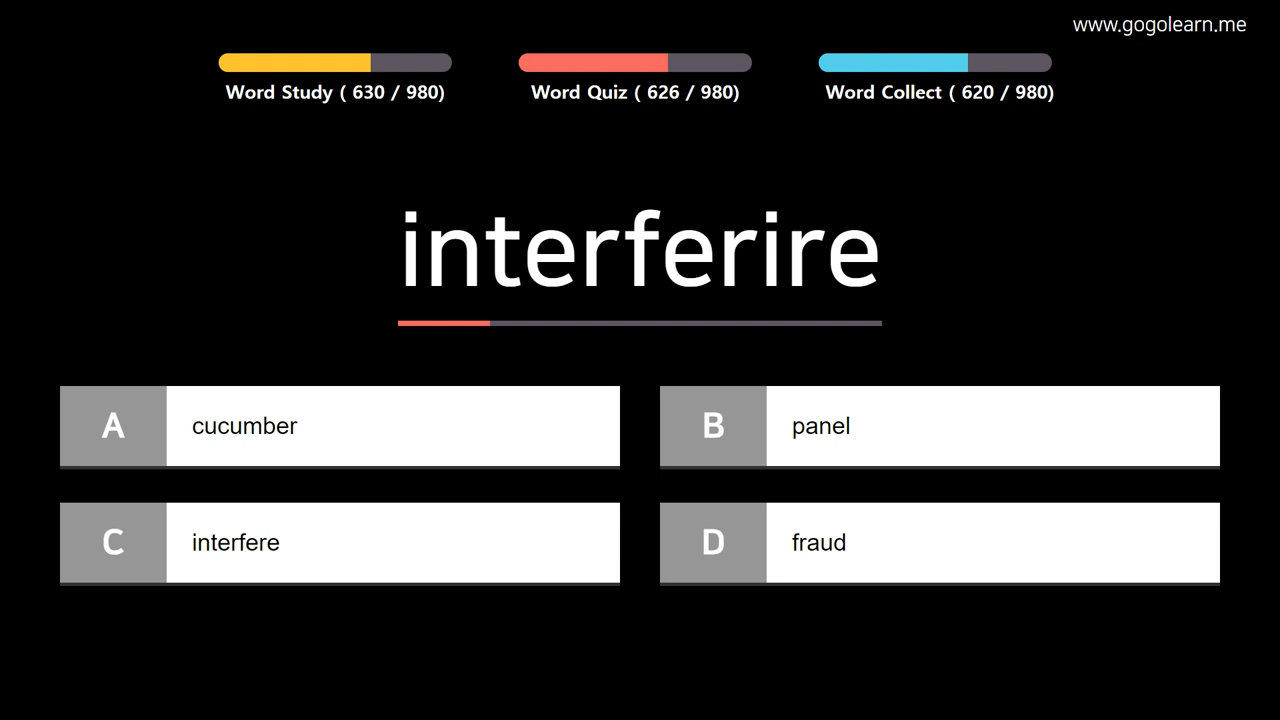 www.gogolearn.me
Word Study ( 630 / 980)
Word Quiz ( 626 / 980)
Word Collect ( 620 / 980)
interferire
A cucumber
B panel
C interfere
D fraud